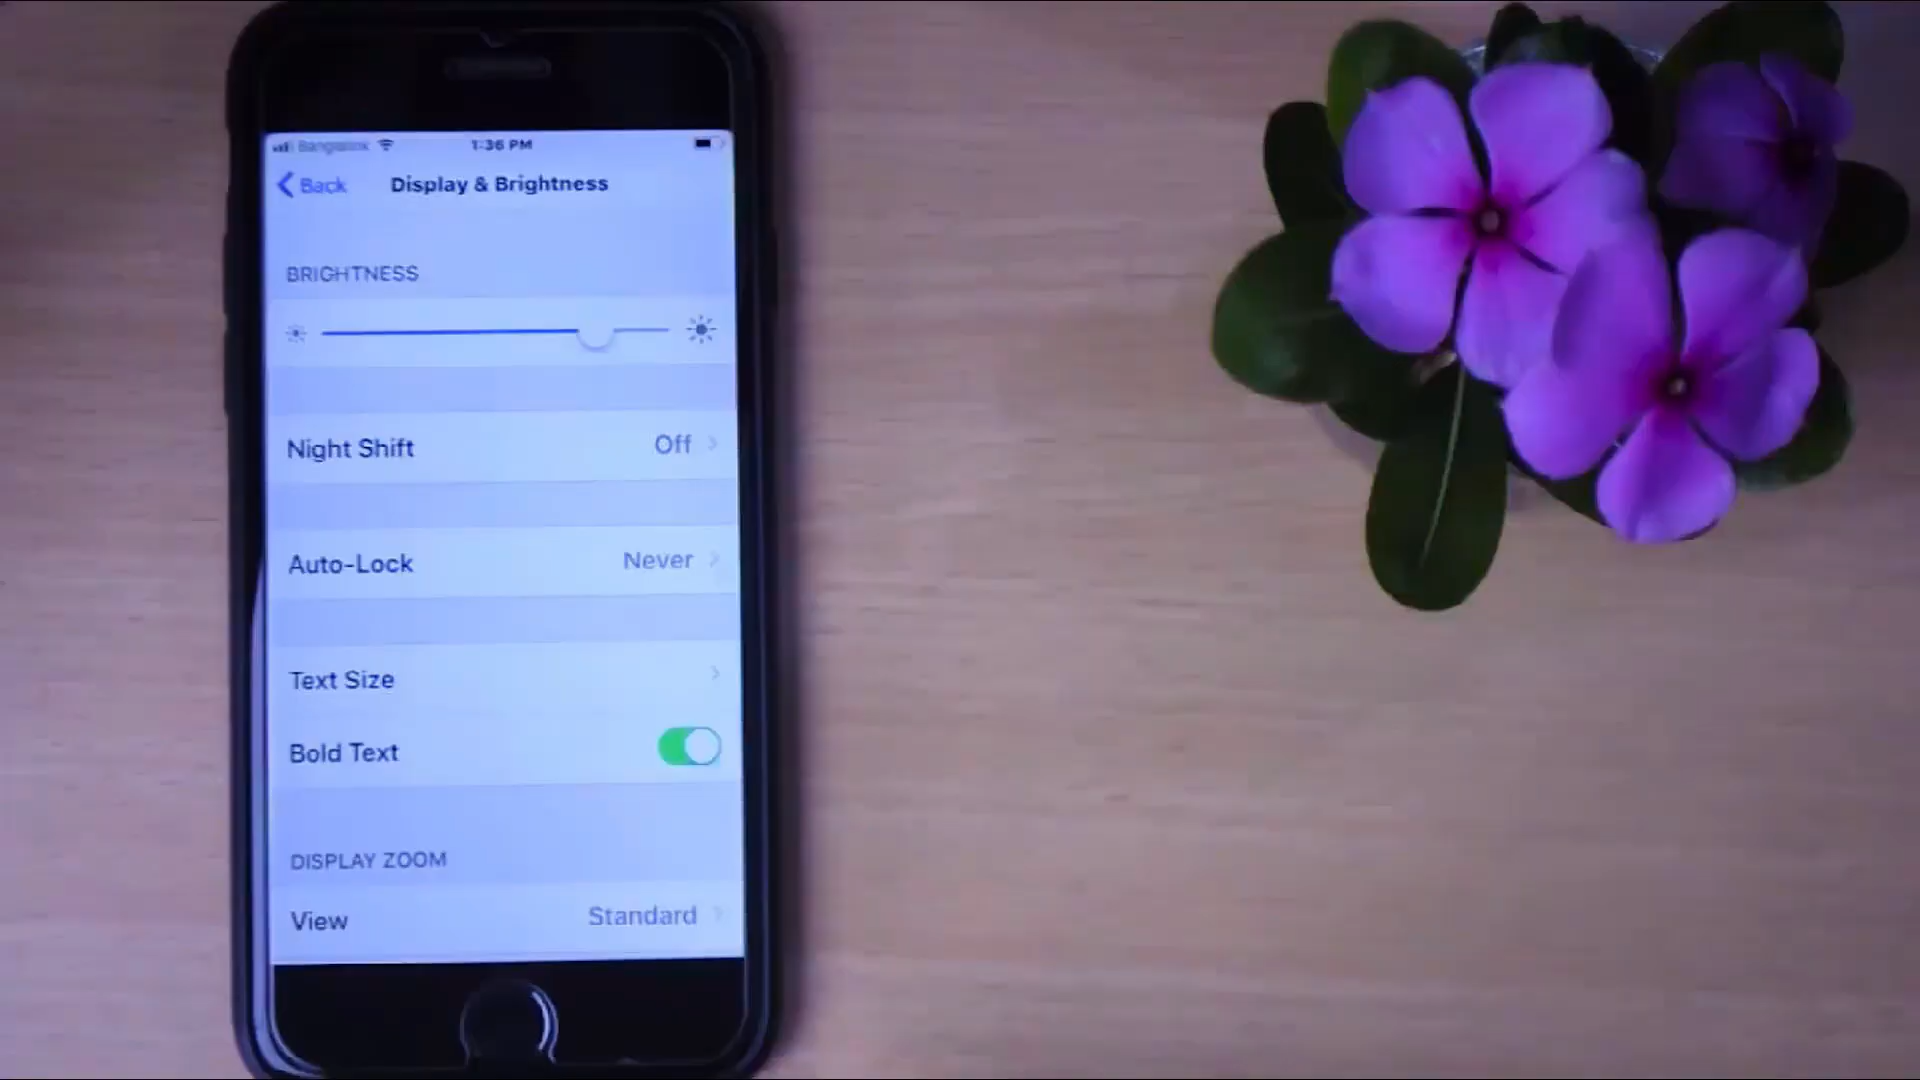 Banglalink 1:36 PM
Back Display & Brightness
BRIGHTNESS
Night Shift Off
Auto-Lock Never
Text Size
Bold Text
DISPLAY ZOOM
View Standard